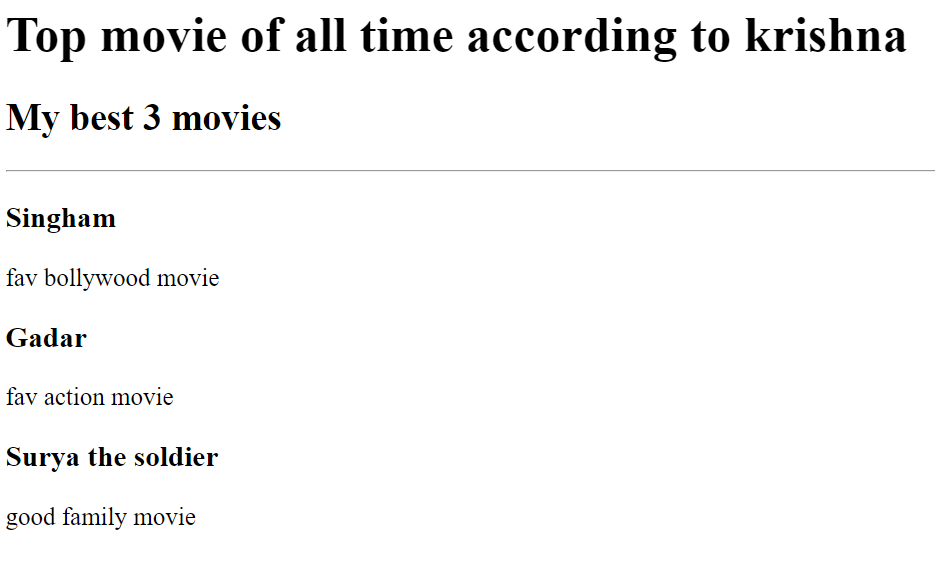 Top movie of all time according to krishna
My best 3 movies
Singham
fav bollywood movie
Gadar
fav action movie
Surya the soldier
good family movie